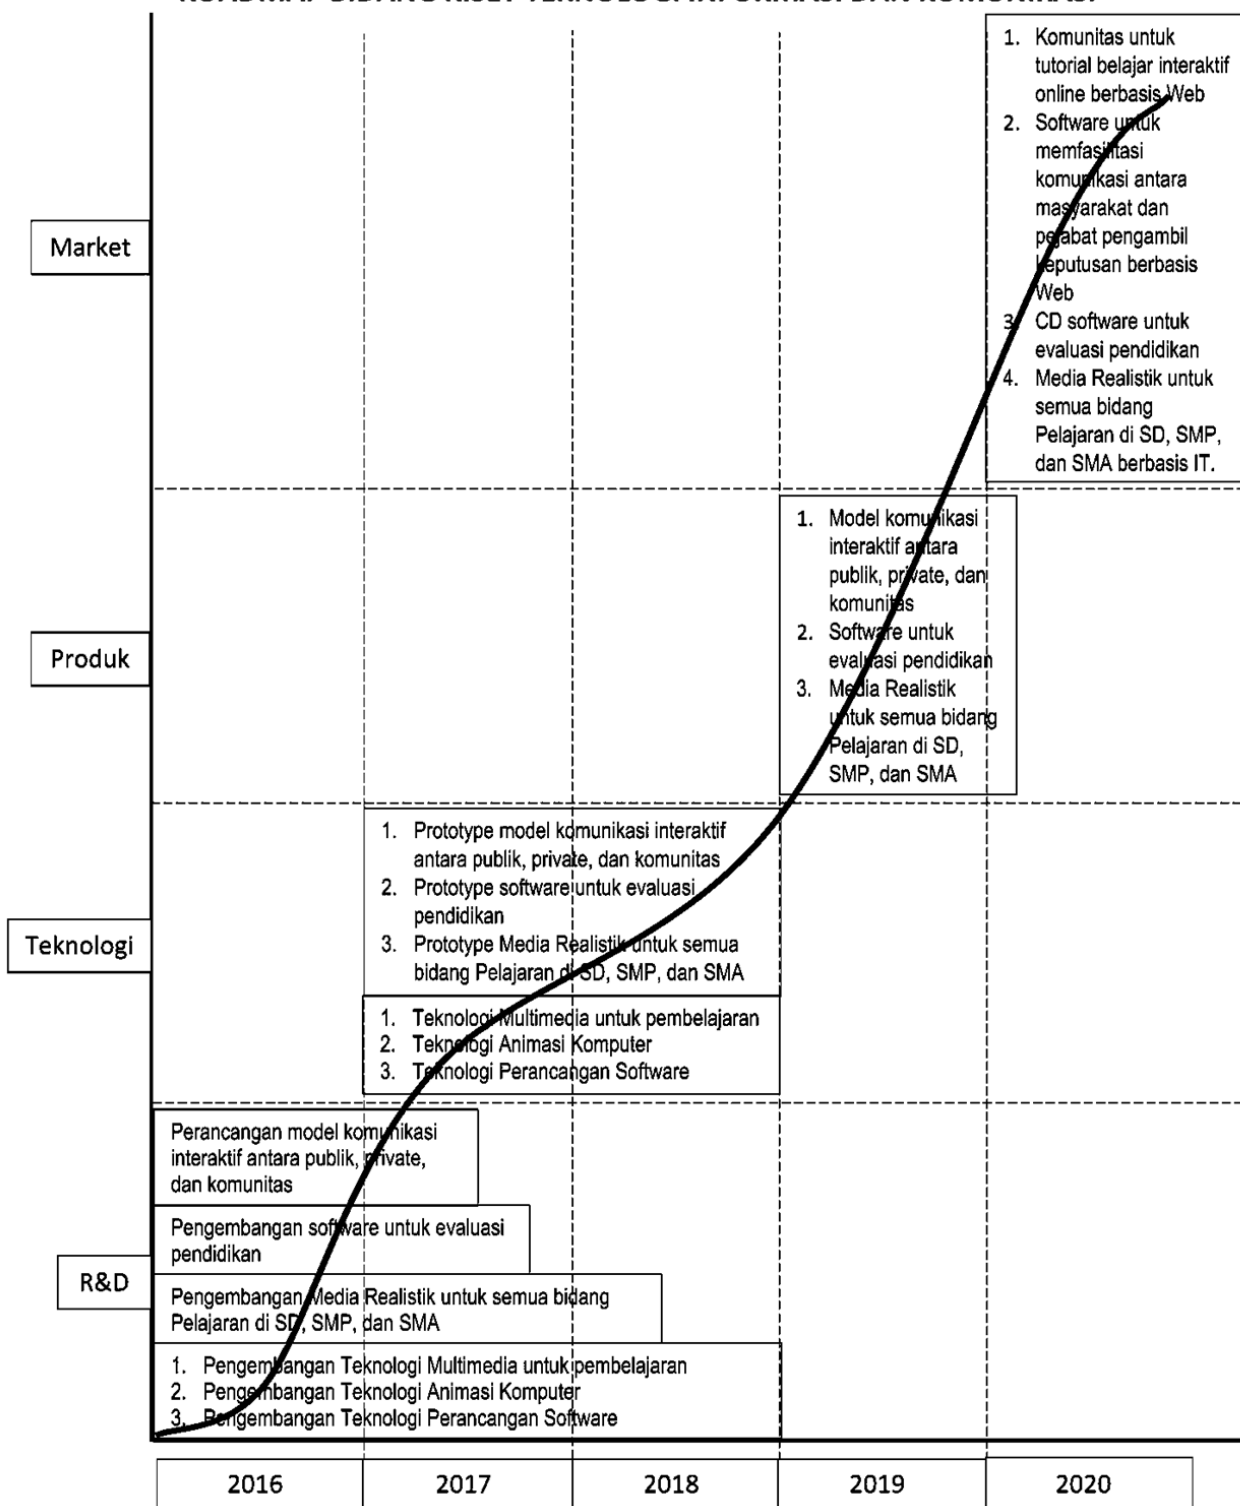 ROADMAP BIDANG RISET TEKNOLOGI INFORMASI DAN KOMUNIKASI
Market
1. Komunitas untuk
tutorial belajar interaktif
online berbasis Web
2. Software untuk
memfasilitasi
komunikasi antara
masyarakat dan
pejabat pengambil
keputusan berbasis
Web
3. CD software untuk
evaluasi pendidikan
4. Media Realistik untuk
semua bidang
Pelajaran di SD, SMP,
dan SMA berbasis IT.
Produk
1. Model komunikasi
interaktif antara
publik, private, dan
komunitas
2. Software untuk
evaluasi pendidikan
3. Media Realistik
untuk semua bidang
Pelajaran di SD,
SMP, dan SMA
Teknologi
1. Prototype model komunikasi interaktif
antara publik, private, dan komunitas
2. Prototype software untuk evaluasi
pendidikan
3. Prototype Media Realistik untuk semua
bidang Pelajaran di SD, SMP, dan SMA
1. Teknologi Multimedia untuk pembelajaran
2. Teknologi Animasi Komputer
3. Teknologi Perancangan Software
R&D
Perancangan model komunikasi
interaktif antara publik, private,
dan komunitas
Pengembangan software untuk evaluasi
pendidikan
Pengembangan Media Realistik untuk semua bidang
Pelajaran di SD, SMP, dan SMA
1. Pengembangan Teknologi Multimedia untuk pembelajaran
2. Pengembangan Teknologi Animasi Komputer
3. Pengembangan Teknologi Perancangan Software
2016 2017 2018 2019 2020